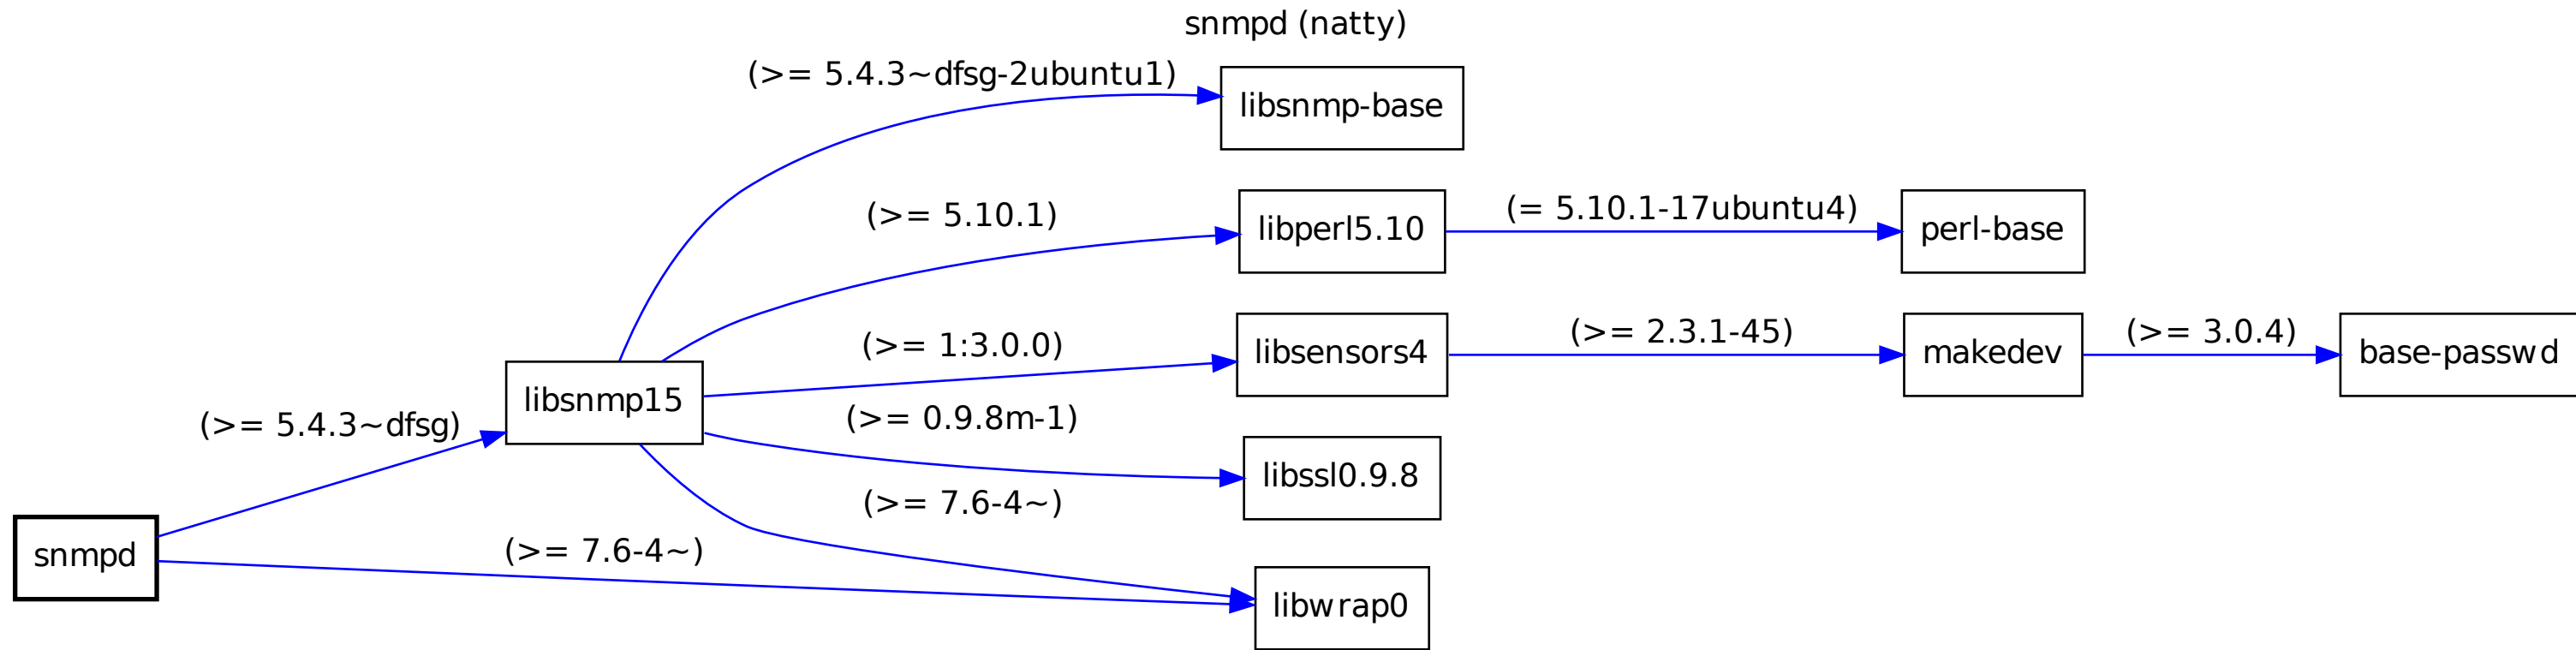 snmpd (natty)
(>= 5.4.3~dfsg-2ubuntu1)
libsnmp-base
(>= 5.10.1)
libperl5.10
(= 5.10.1-17ubuntu4)
perl-base
(>= 1:3.0.0)
libsensors4
(>= 2.3.1-45)
makedev
(>= 3.0.4)
base-passwd
libsnmp15
(>= 5.4.3~dfsg)
(>= 0.9.8m-1)
libssl0.9.8
(>= 7.6-4~)
snmpd
(>= 7.6-4~)
libwrap0